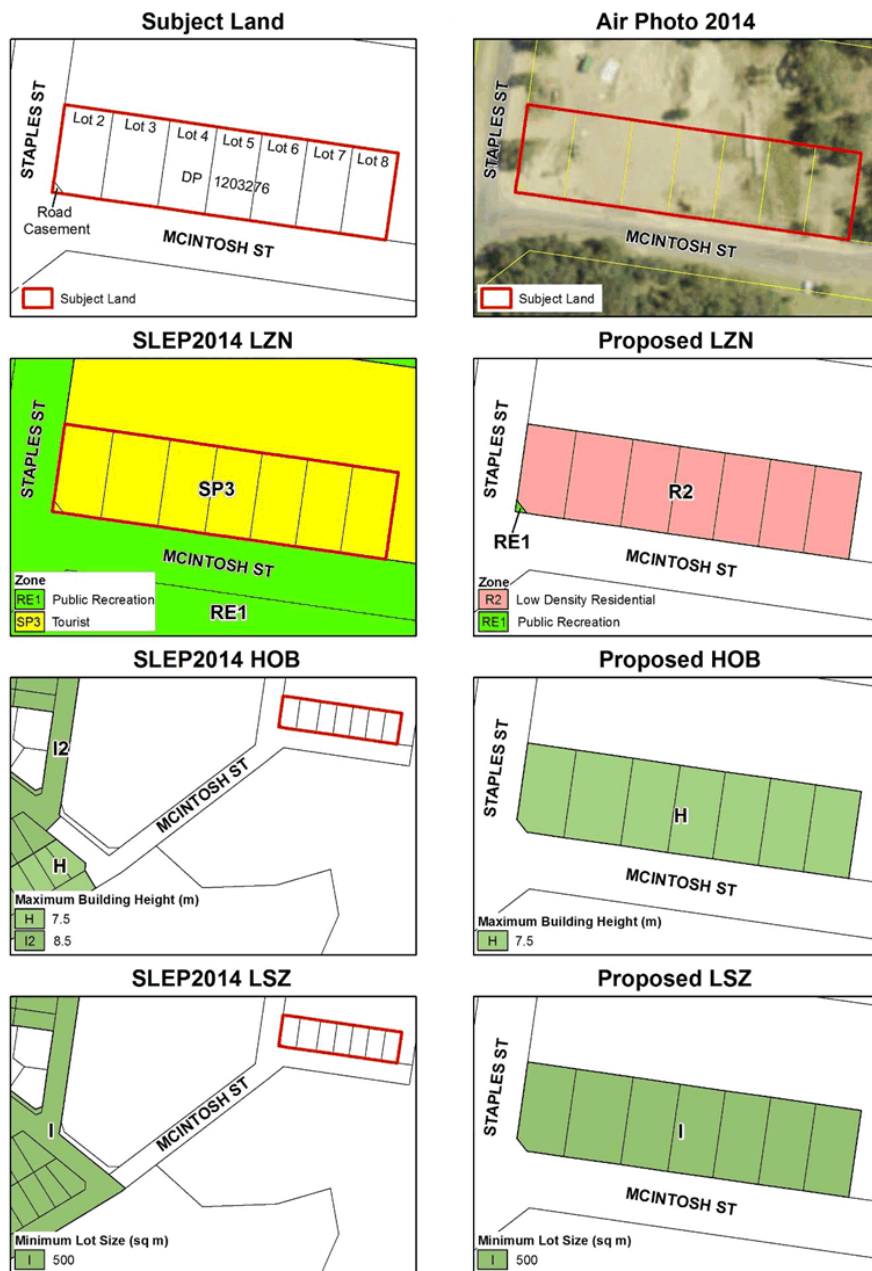 Subject Land
STAPLES ST
Lot 2
Lot 3
Lot 4
Lot 5
Lot 6
Lot 7
Lot 8
DP 1203276
Road
Casement
MCINTOSH ST
Subject Land
Air Photo 2014
STAPLES ST
MCINTOSH ST
Subject Land
SLEP2014 LZN
STAPLES ST
SP3
MCINTOSH ST
RE1
Zone
RE1 Public Recreation
SP3 Tourist
Proposed LZN
STAPLES ST
R2
RE1
MCINTOSH ST
Zone
R2 Low Density Residential
RE1 Public Recreation
SLEP2014 HOB
I2
MCINTOSH ST
H
Maximum Building Height (m)
H 7.5
I2 8.5
Proposed HOB
STAPLES ST
H
MCINTOSH ST
Maximum Building Height (m)
H 7.5
SLEP2014 LSZ
I
MCINTOSH ST
Minimum Lot Size (sq m)
I 500
Proposed LSZ
STAPLES ST
I
MCINTOSH ST
Minimum Lot Size (sq m)
I 500